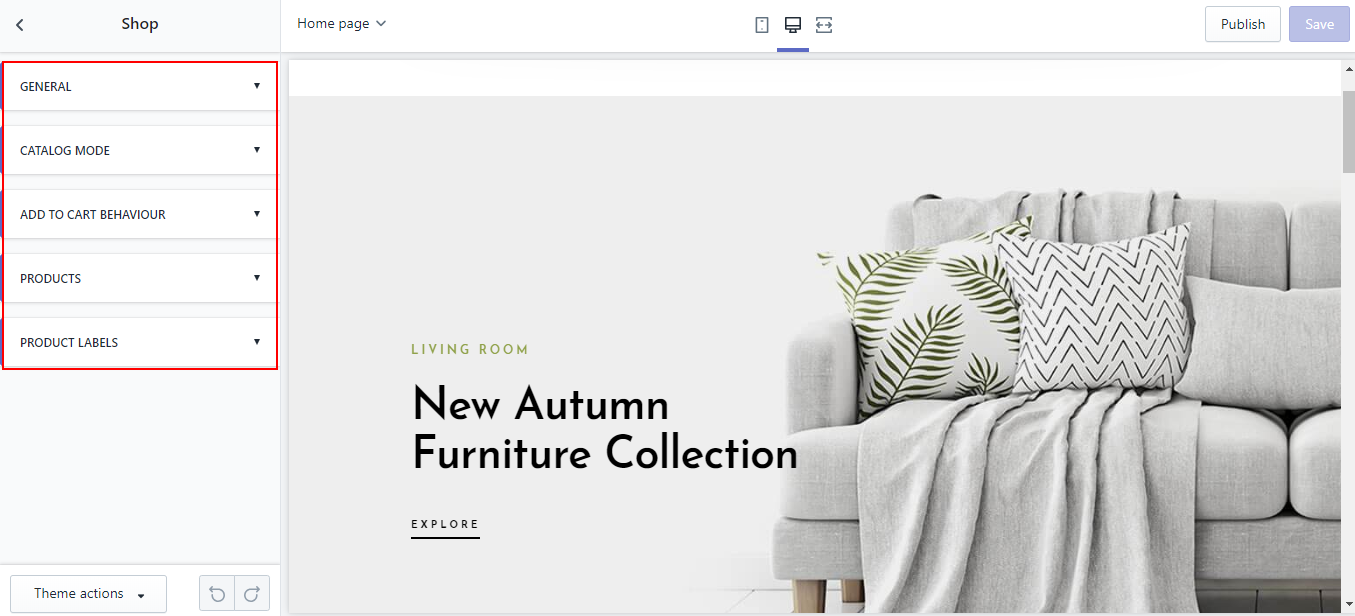 Shop
Home page
Publish
Save
GENERAL
CATALOG MODE
ADD TO CART BEHAVIOUR
PRODUCTS
PRODUCT LABELS
LIVING ROOM
New Autumn
Furniture Collection
EXPLORE
Theme actions